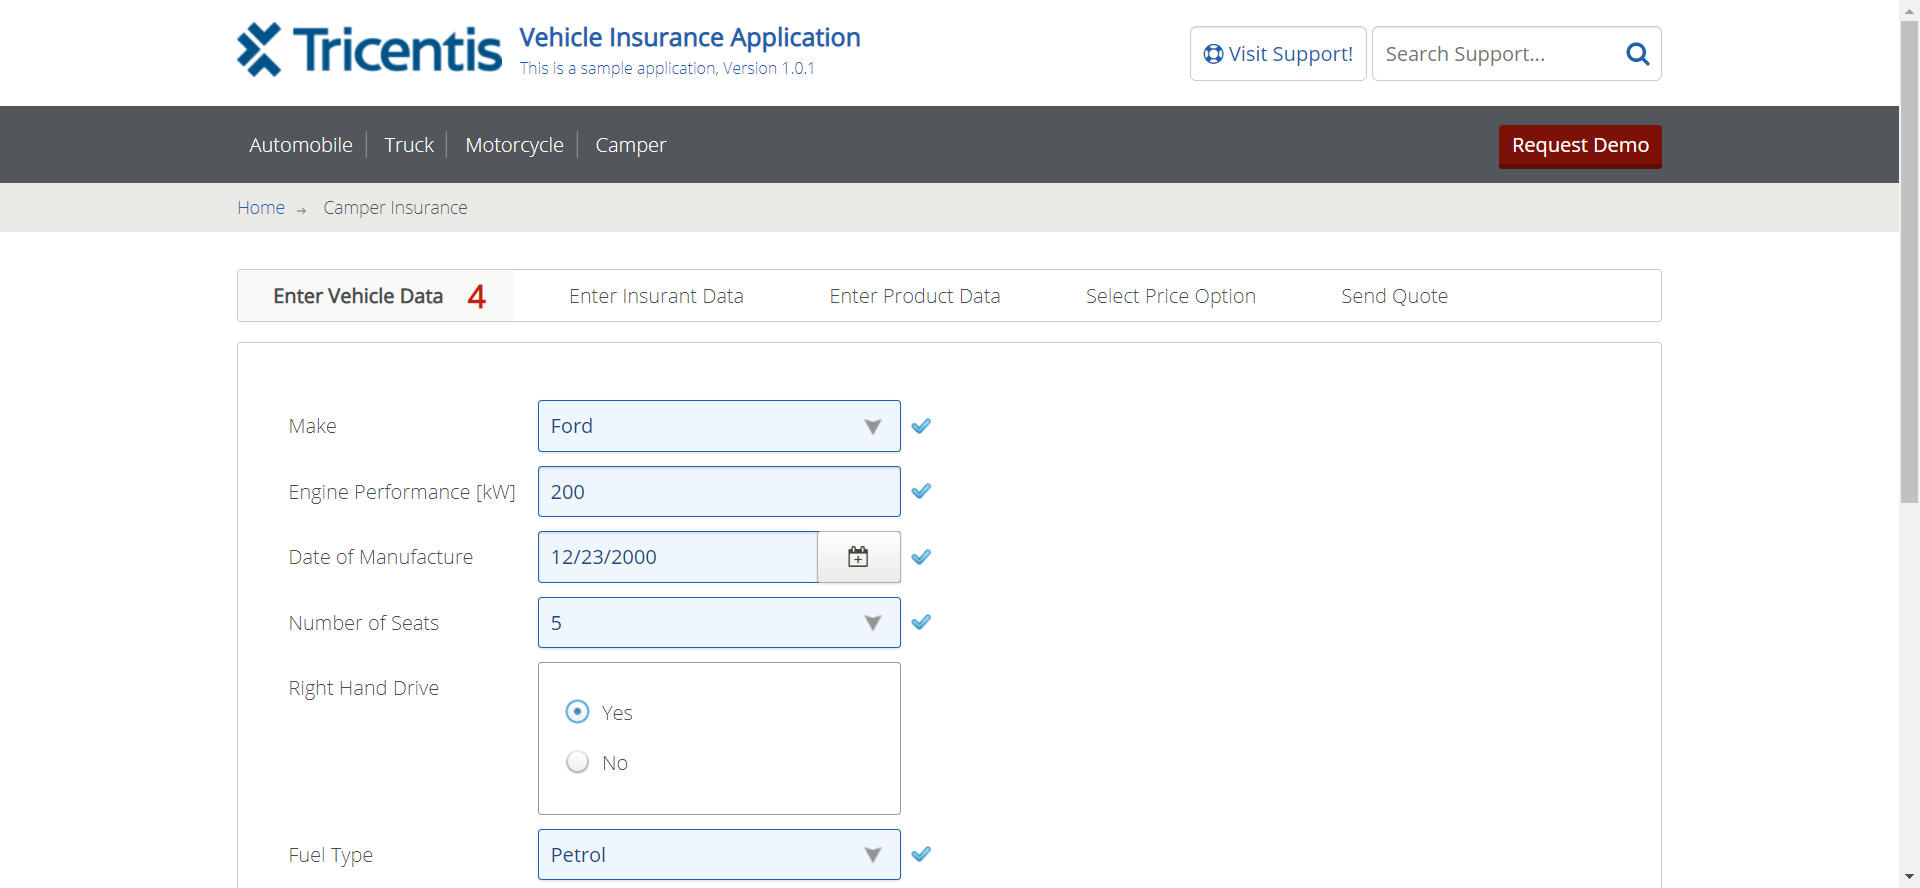 Tricentis
Vehicle Insurance Application
This is a sample application, Version 1.0.1
Visit Support!
Search Support...
Automobile
Truck
Motorcycle
Camper
Request Demo
Home → Camper Insurance
Enter Vehicle Data 4
Enter Insurant Data
Enter Product Data
Select Price Option
Send Quote
Make
Ford
Engine Performance [kW]
200
Date of Manufacture
12/23/2000
Number of Seats
5
Right Hand Drive
Yes
No
Fuel Type
Petrol